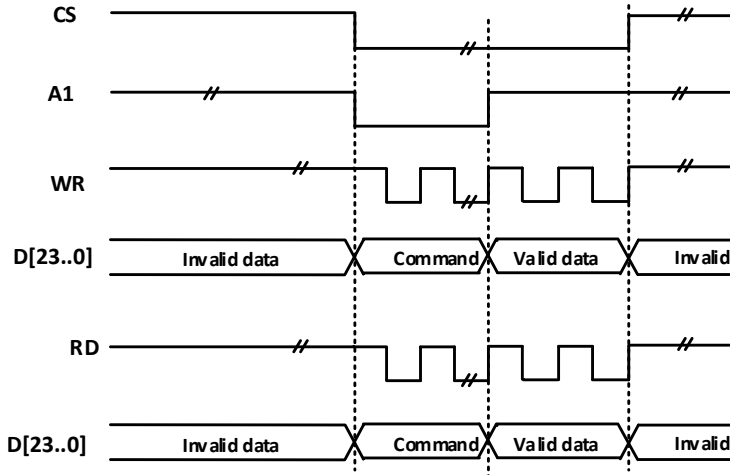 CS
A1
WR
D[23..0] Invalid data Command Valid data Invalid
RD
D[23..0] Invalid data Command Valid data Invalid